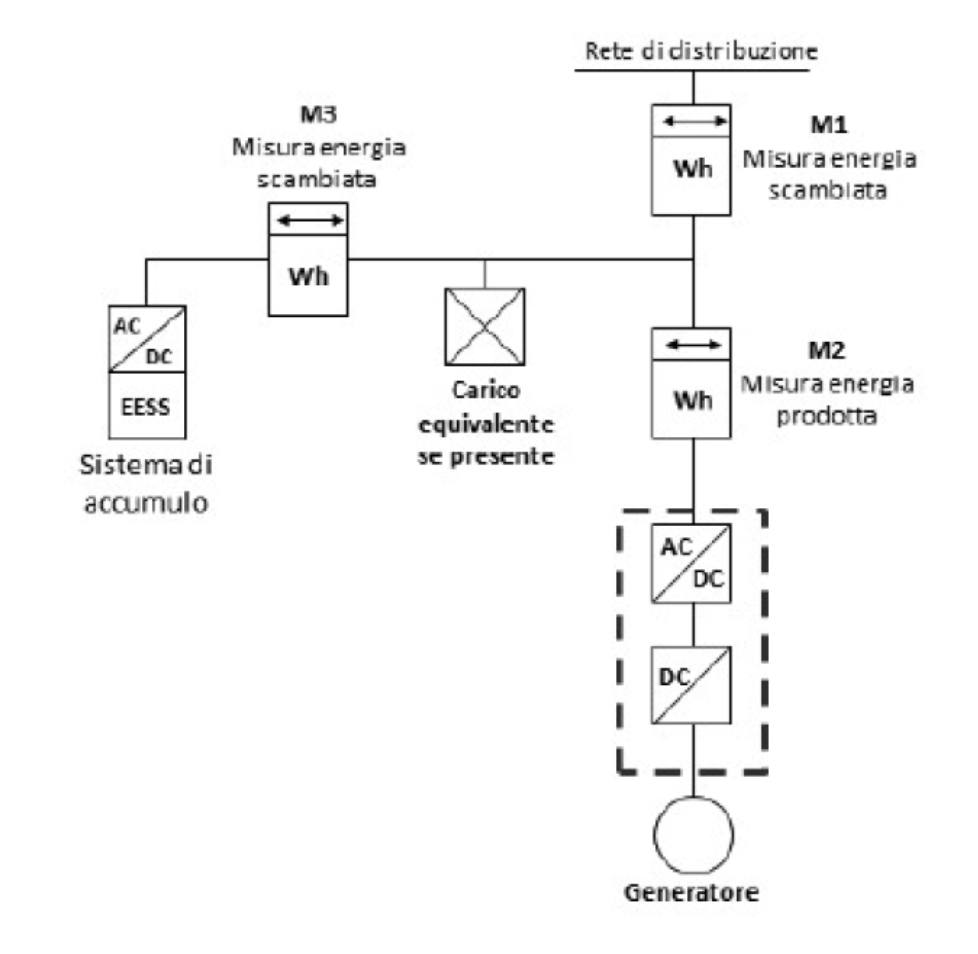 Rete di distribuzione
M3
Misura energia
scambiata
M1
Misura energia
scambiata
Wh
Wh
AC
DC
EESS
Sistema di
accumulo
Carico
equivalente
se presente
Wh
M2
Misura energia
prodotta
AC
DC
DC
Generatore